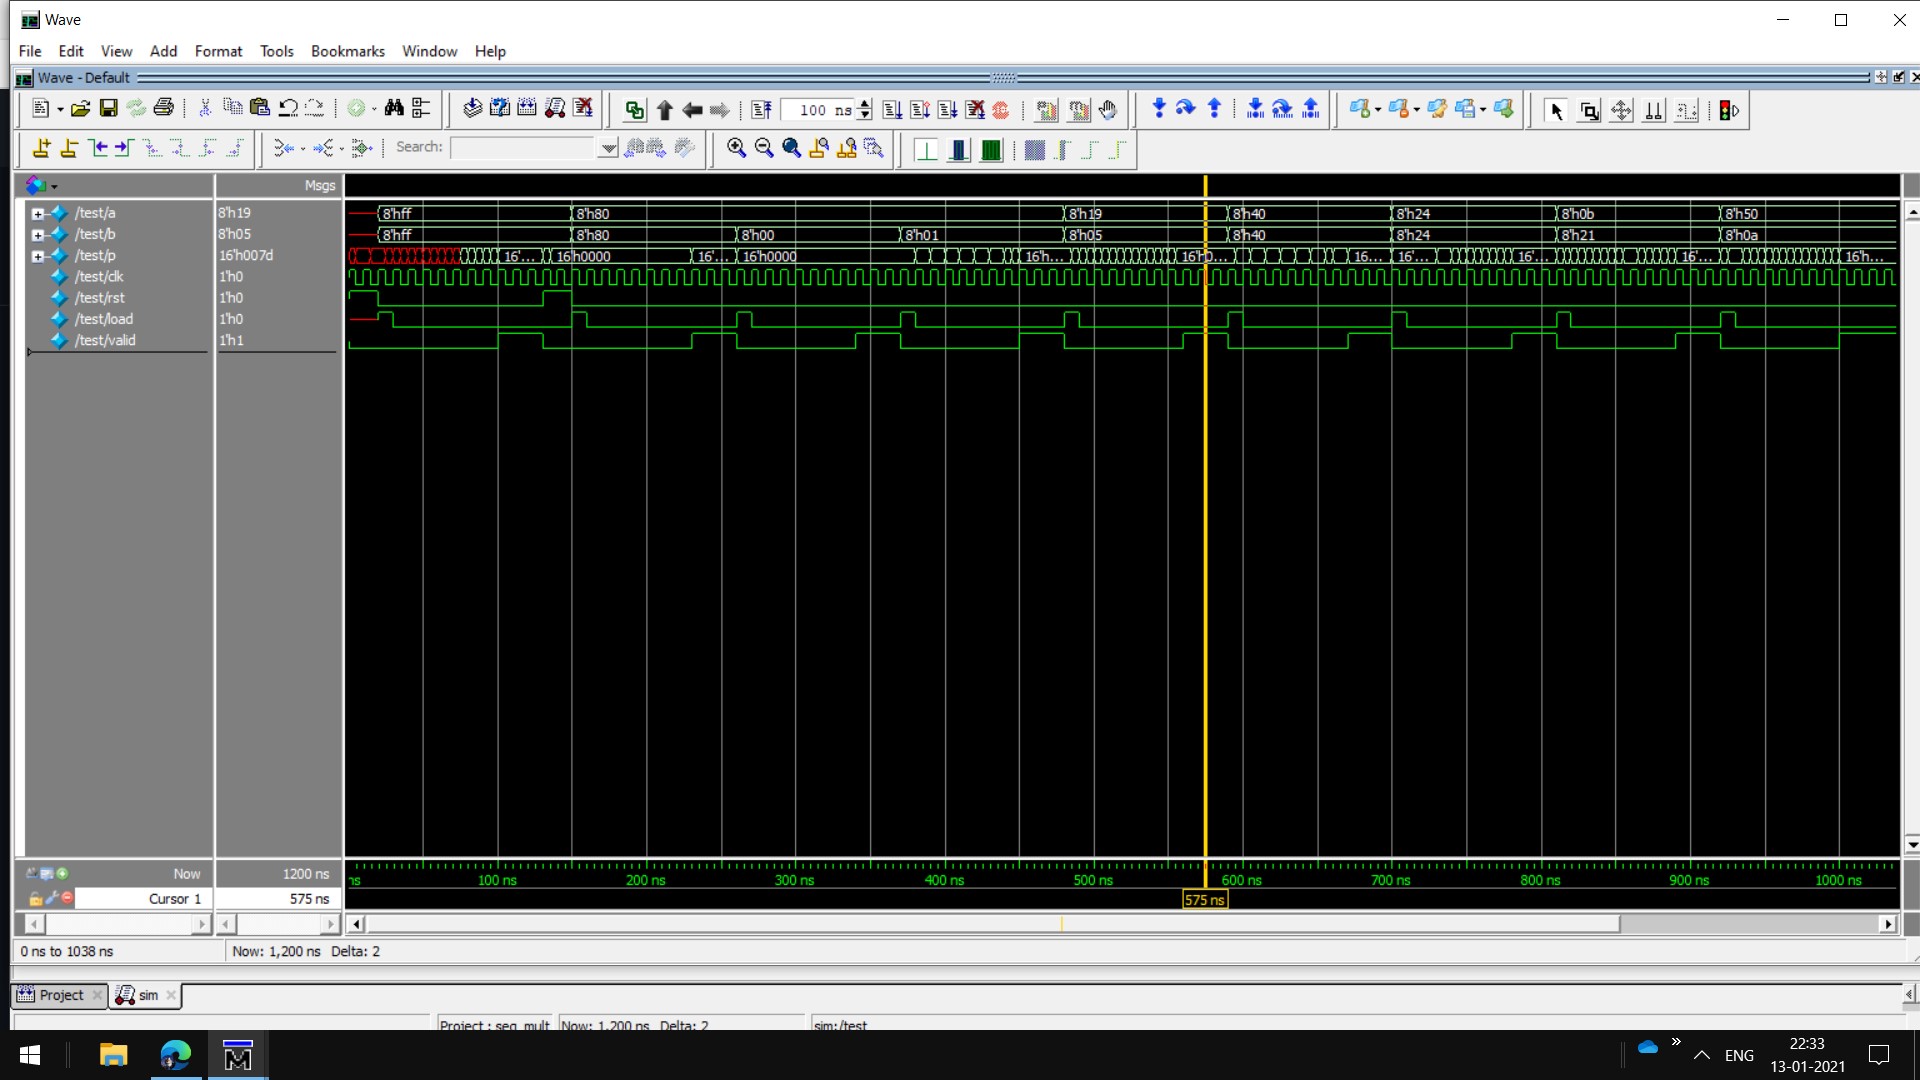 Wave
File Edit View Add Format Tools Bookmarks Window Help
Wave - Default
100 ns
Search:
Msgs
/test/a 8'h19 8'hff 8'h80 8'h19 8'h40 8'h24 8'h0b 8'h50
/test/b 8'h05 8'hff 8'h80 8'h00 8'h01 8'h05 8'h40 8'h24 8'h21 8'h0a
/test/p 16'h007d 16'... 16'h0000 16'... 16'h0000 16'h... 16'h0... 16'... 16'... 16'... 16'... 16'h...
/test/clk 1'h0
/test/rst 1'h0
/test/load 1'h0
/test/valid 1'h1
Now 1200 ns ns 100 ns 200 ns 300 ns 400 ns 500 ns 600 ns 700 ns 800 ns 900 ns 1000 ns
Cursor 1 575 ns 575 ns
0 ns to 1038 ns Now: 1,200 ns Delta: 2
Project sim
Project : seq_mult Now: 1,200 ns Delta: 2 sim:/test
ENG 22:33
13-01-2021